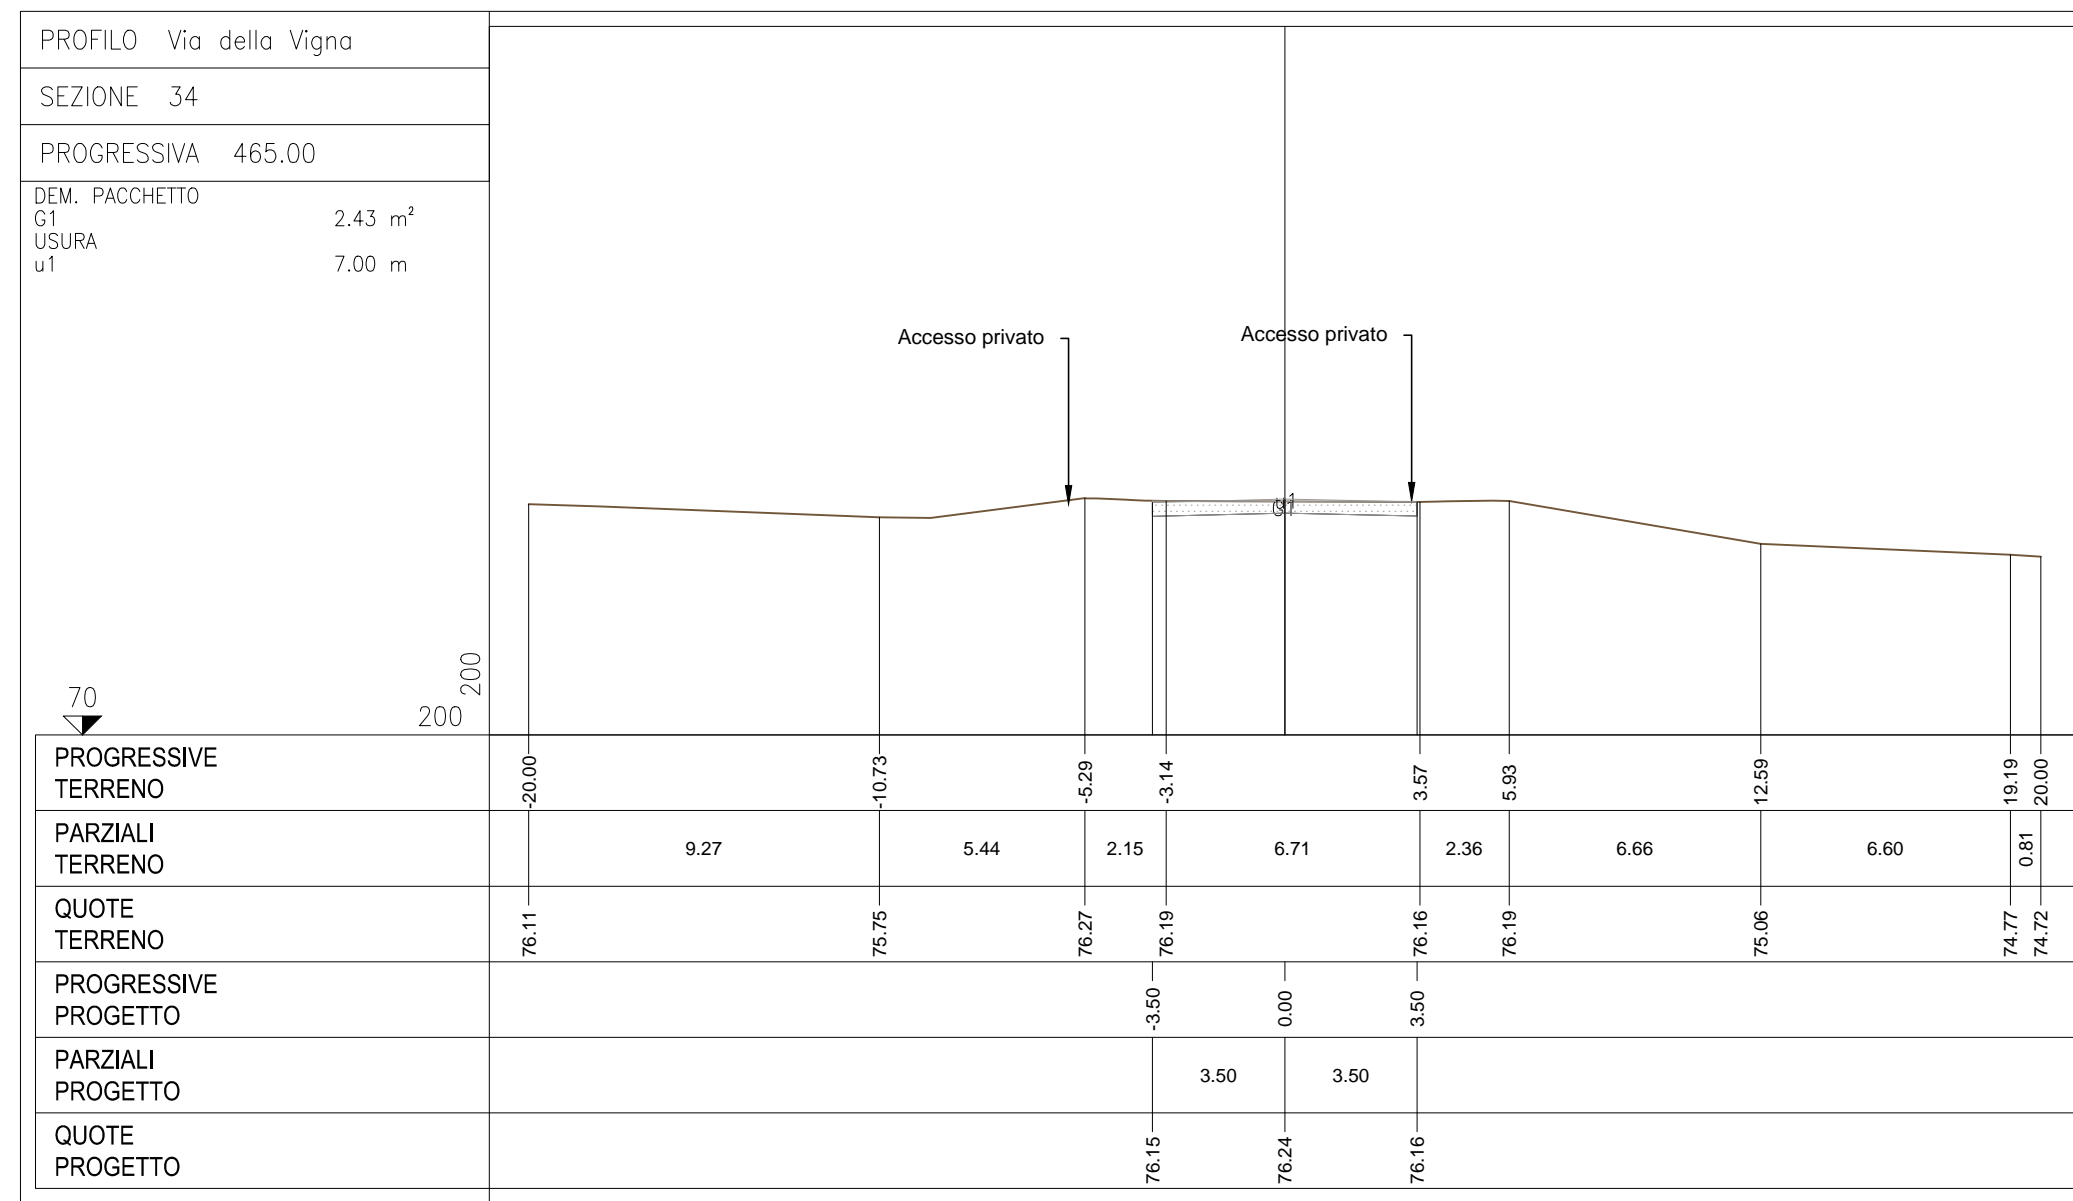 PROFILO Via della Vigna
SEZIONE 34
PROGRESSIVA 465.00
DEM. PACCHETTO
G1 2.43 m²
USURA
u1 7.00 m
Accesso privato
Accesso privato
u1
G1
70
200
200
PROGRESSIVE
TERRENO
-20.00 -10.73 -5.29 -3.14 3.57 5.93 12.59 19.19 20.00
PARZIALI
TERRENO
9.27 5.44 2.15 6.71 2.36 6.66 6.60 0.81
QUOTE
TERRENO
76.11 75.75 76.27 76.19 76.16 76.19 75.06 74.77 74.72
PROGRESSIVE
PROGETTO
-3.50 0.00 3.50
PARZIALI
PROGETTO
3.50 3.50
QUOTE
PROGETTO
76.15 76.24 76.16